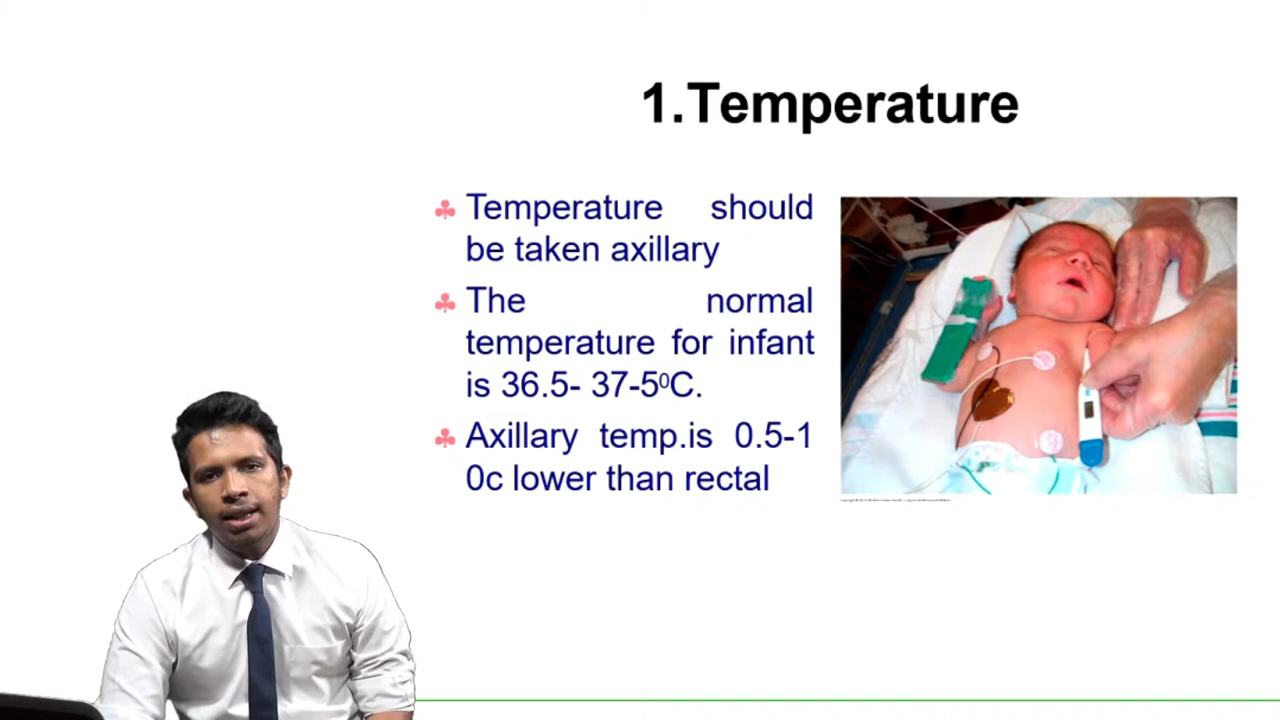 1.Temperature
Temperature should
be taken axillary
The normal
temperature for infant
is 36.5- 37-5⁰C.
Axillary temp.is 0.5-1
0c lower than rectal